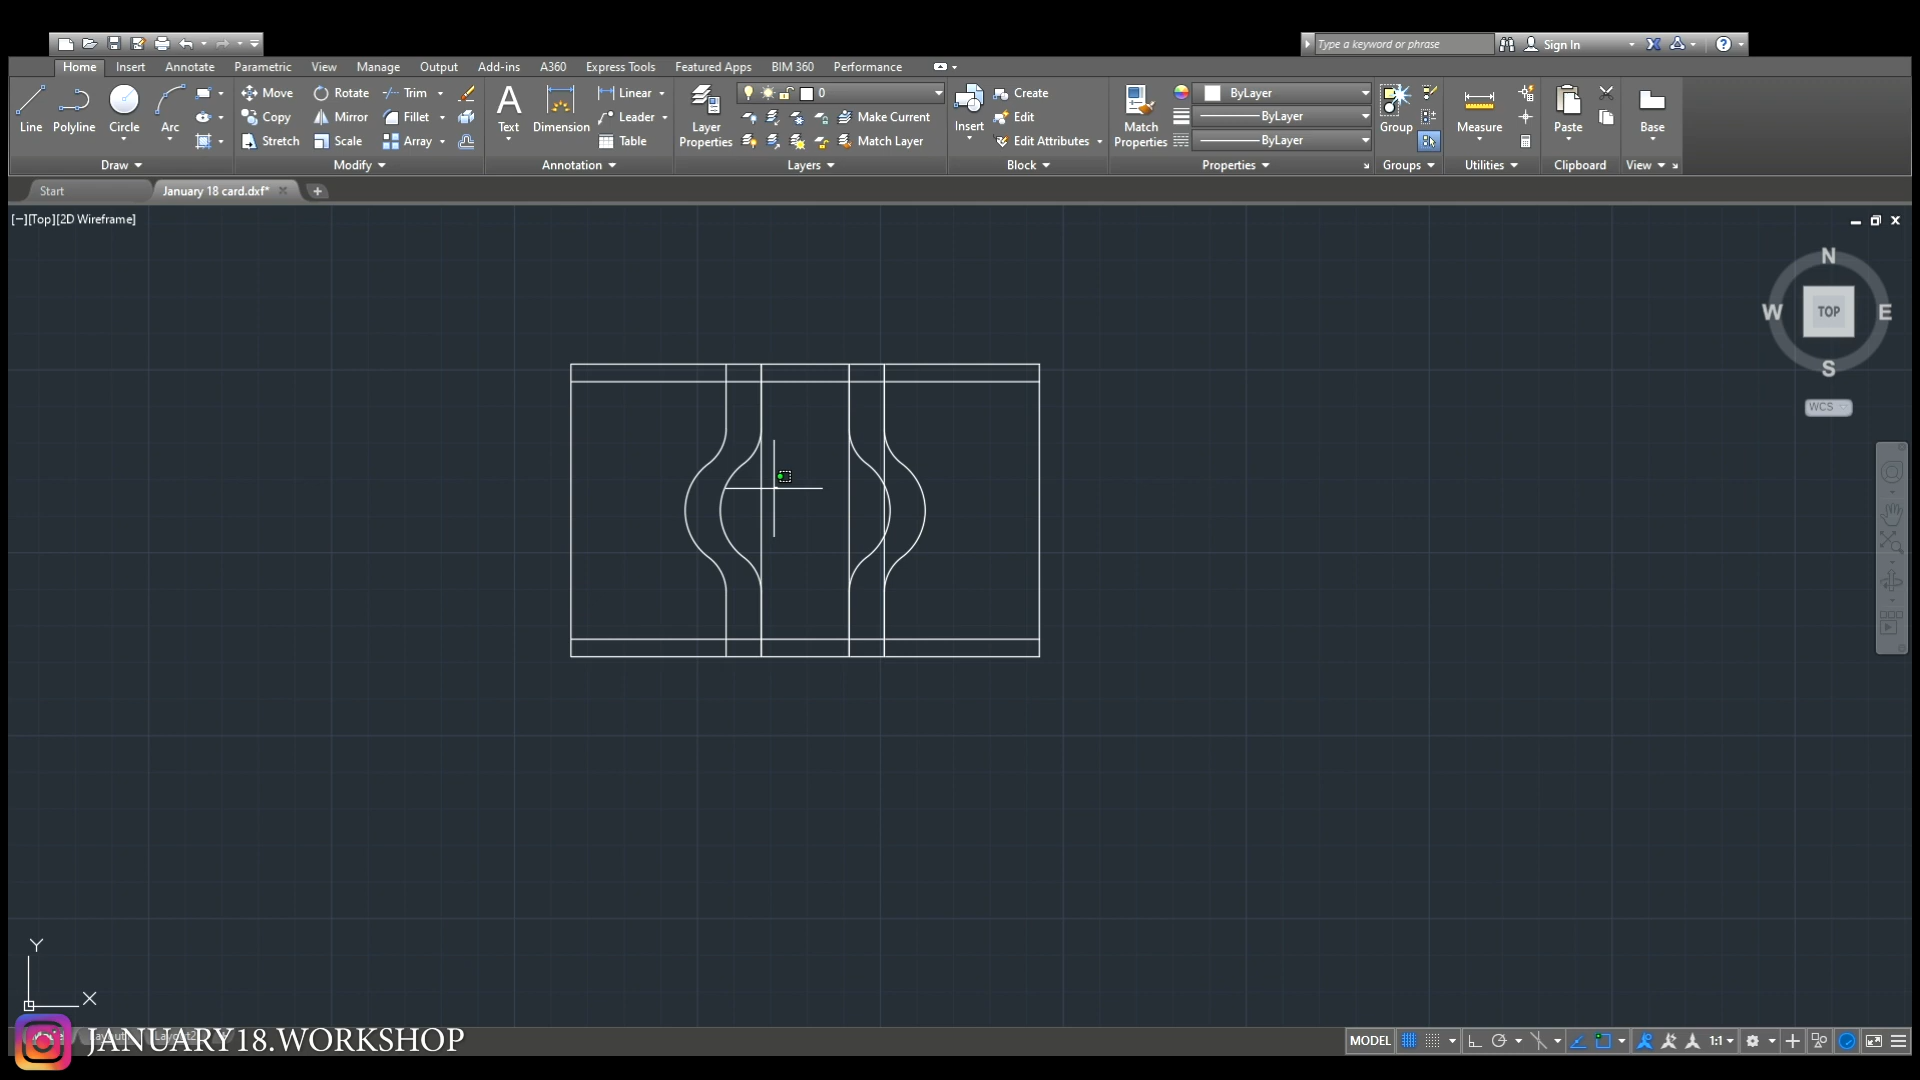 Type a keyword or phrase
Sign In
Home Insert Annotate Parametric View Manage Output Add-ins A360 Express Tools Featured Apps BIM 360 Performance
Line Polyline Circle Arc
Move Rotate Trim
Copy Mirror Fillet
Stretch Scale Array
Text Dimension
Linear
Leader
Table
Layer Properties
0
Make Current
Match Layer
Insert
Create
Edit
Edit Attributes
Match Properties
ByLayer
ByLayer
ByLayer
Group
Measure
Paste
Base
Draw Modify Annotation Layers Block Properties Groups Utilities Clipboard View
Start January 18 card.dxf*
[−][Top][2D Wireframe]
N
W TOP E
S
WCS
Y
X
JANUARY18.WORKSHOP
MODEL 1:1